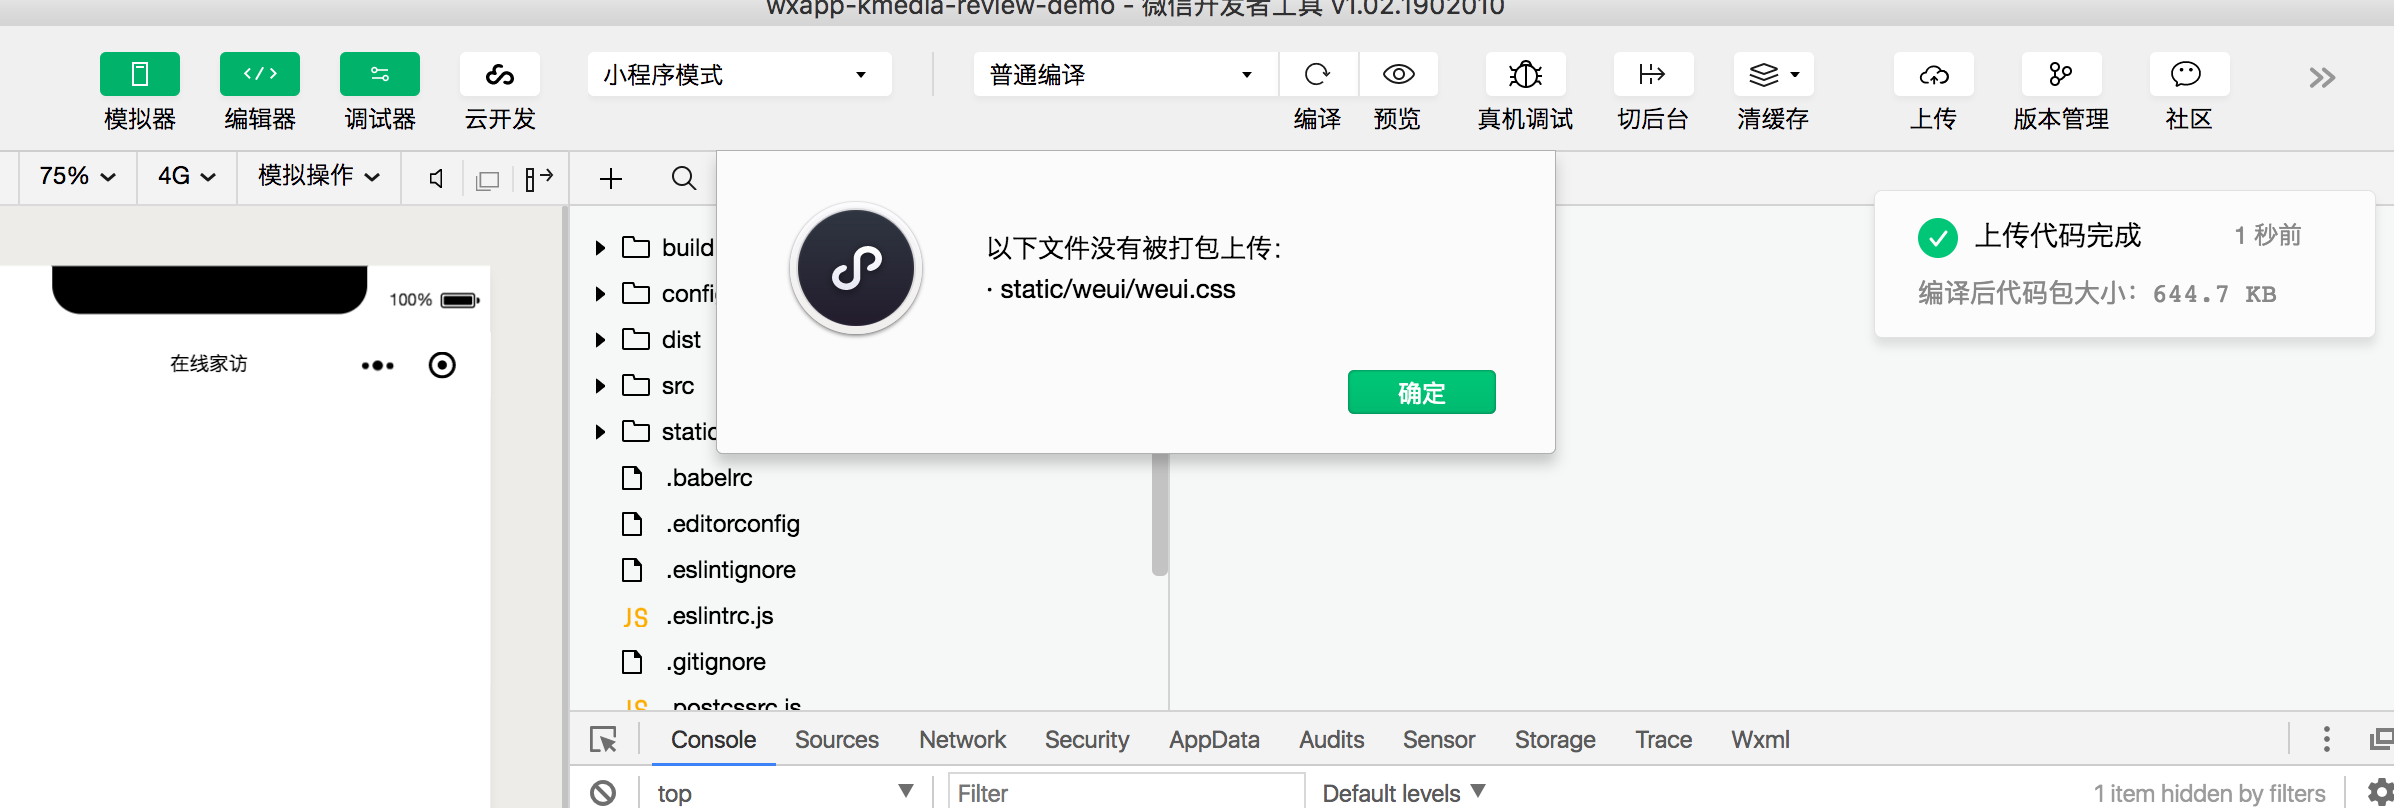 wxapp-kmedia-review-demo - 微信开发者工具 v1.02.1902010
小程序模式
普通编译
模拟器 编辑器 调试器 云开发 编译 预览 真机调试 切后台 清缓存 上传 版本管理 社区
75% 4G 模拟操作
100%
在线家访
build
confi
dist
src
static
.babelrc
.editorconfig
.eslintignore
JS .eslintrc.js
.gitignore
JS .postcssrc.js
以下文件没有被打包上传：
· static/weui/weui.css
确定
上传代码完成 1 秒前
编译后代码包大小：644.7 KB
Console Sources Network Security AppData Audits Sensor Storage Trace Wxml
top Filter Default levels 1 item hidden by filters